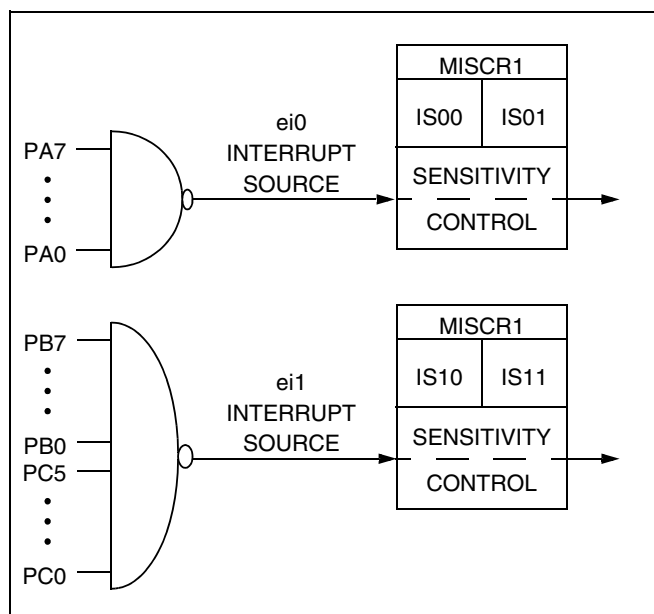 MISCR1
IS00 IS01
SENSITIVITY
CONTROL
ei0
INTERRUPT
SOURCE
PA7
PA0
MISCR1
IS10 IS11
SENSITIVITY
CONTROL
ei1
INTERRUPT
SOURCE
PB7
PB0
PC5
PC0